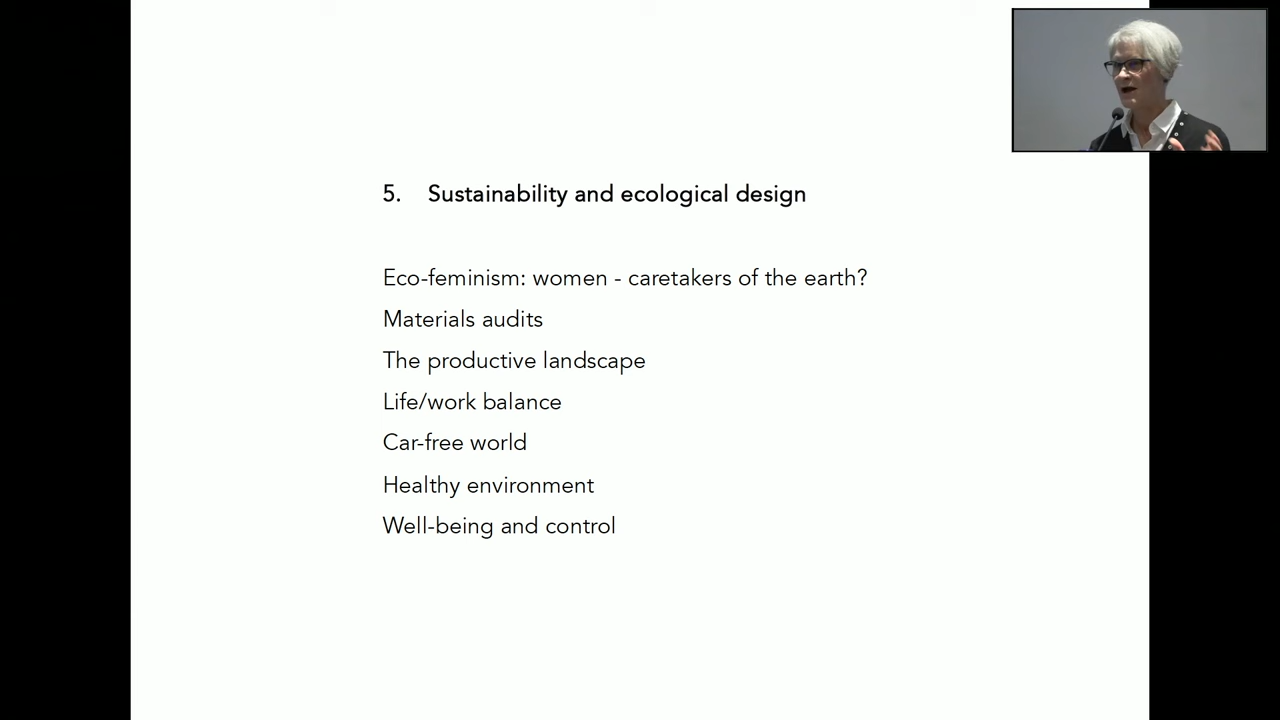 5. Sustainability and ecological design
Eco-feminism: women - caretakers of the earth?
Materials audits
The productive landscape
Life/work balance
Car-free world
Healthy environment
Well-being and control